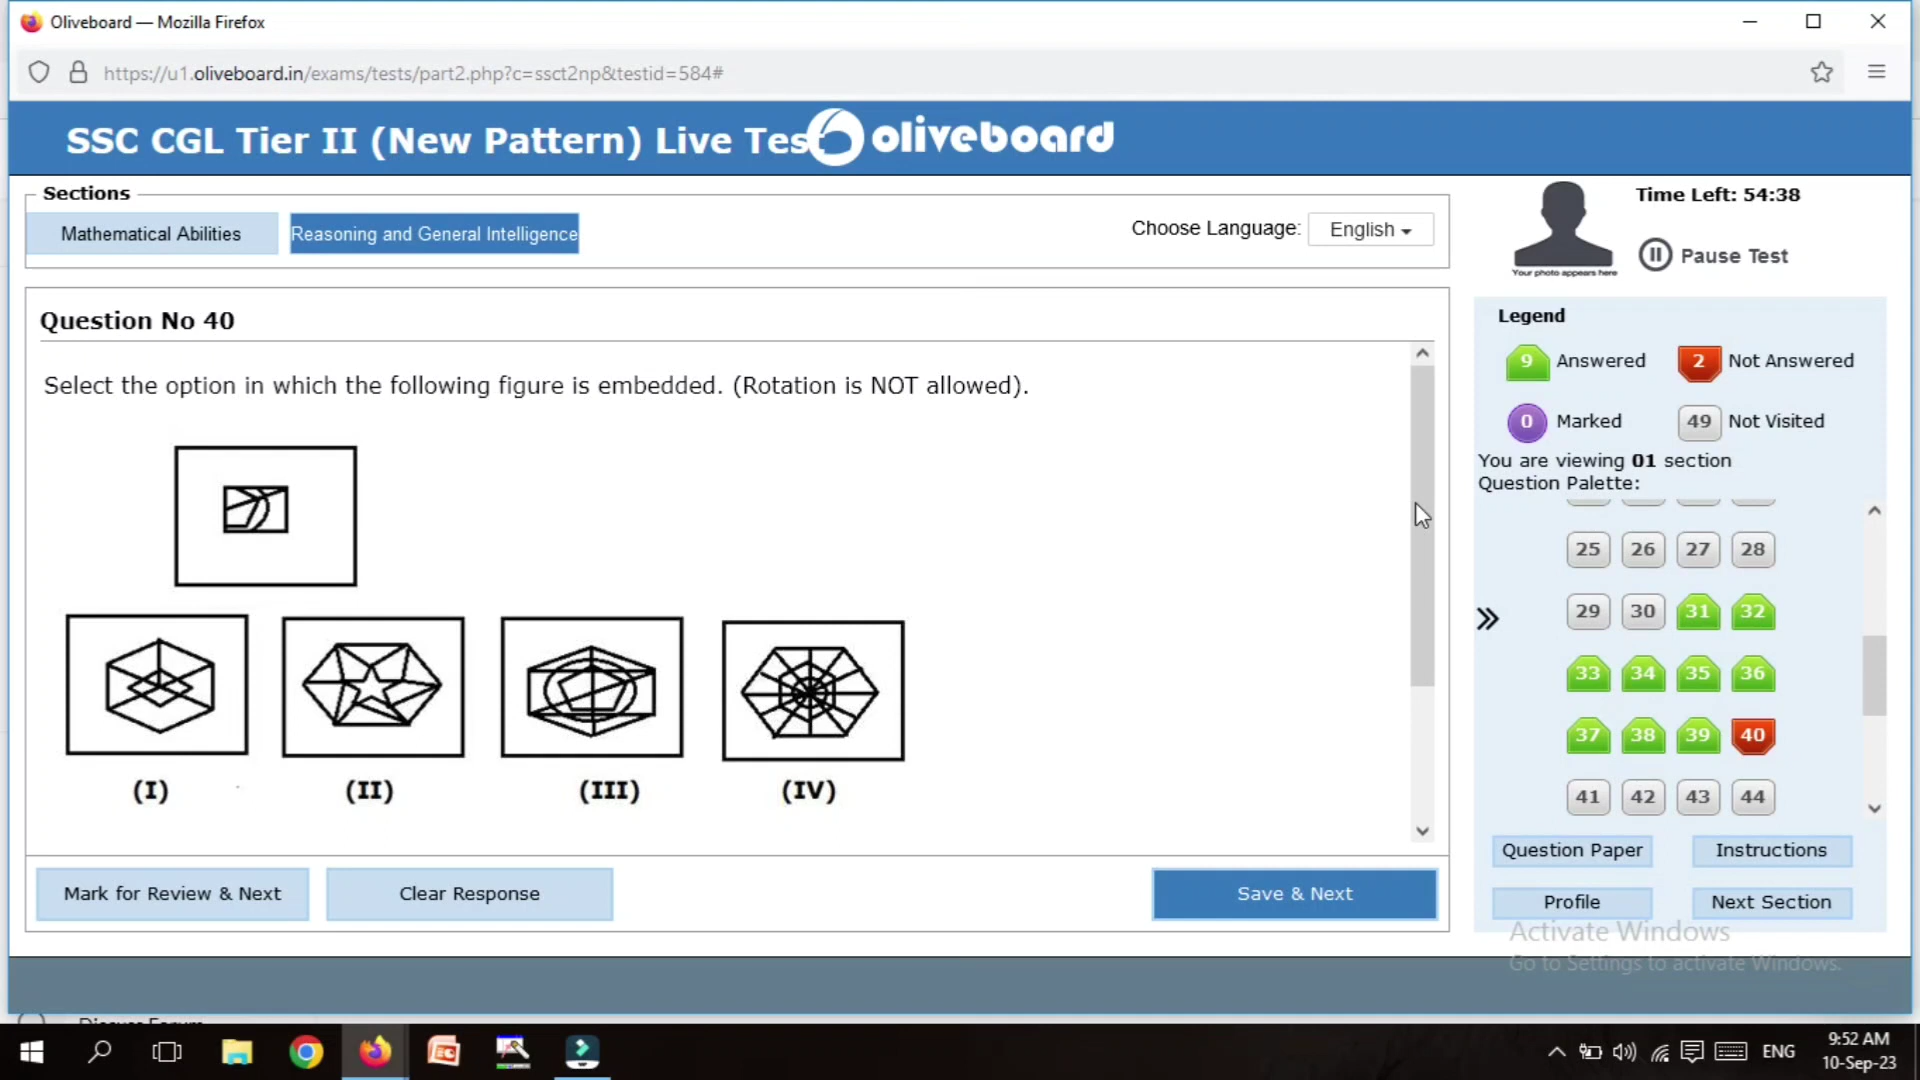 Oliveboard — Mozilla Firefox
https://u1.oliveboard.in/exams/tests/part2.php?c=ssct2np&testid=584#
SSC CGL Tier II (New Pattern) Live Tes
oliveboard
Sections
Mathematical Abilities
Reasoning and General Intelligence
Choose Language:
English
Your photo appears here
Time Left: 54:38
Pause Test
Question No 40
Select the option in which the following figure is embedded. (Rotation is NOT allowed).
(I)
(II)
(III)
(IV)
Mark for Review & Next
Clear Response
Save & Next
Legend
9 Answered
2 Not Answered
0 Marked
49 Not Visited
You are viewing 01 section
Question Palette:
25 26 27 28
29 30 31 32
33 34 35 36
37 38 39 40
41 42 43 44
Question Paper
Instructions
Profile
Next Section
Activate Windows
Go to Settings to activate Windows.
ENG
9:52 AM
10-Sep-23